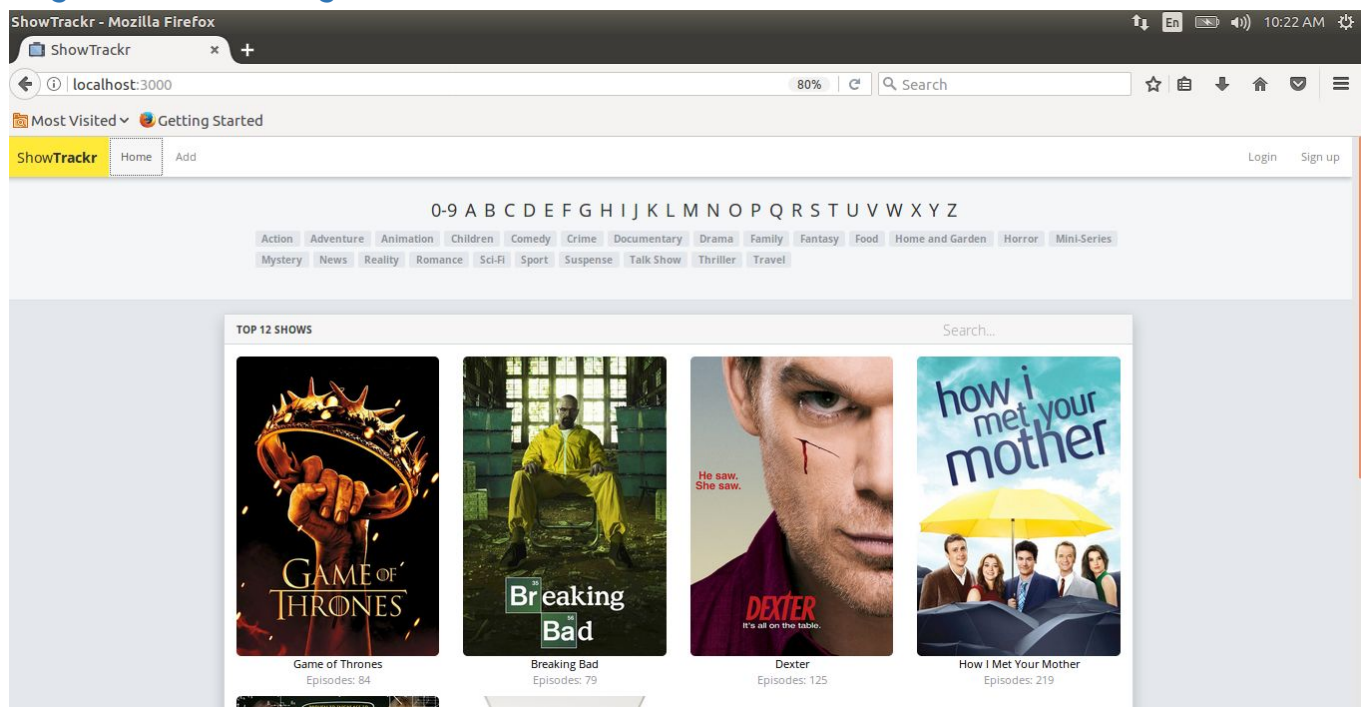 ShowTrackr - Mozilla Firefox
En
10:22 AM
ShowTrackr × +
localhost:3000
80%
Search
Most Visited
Getting Started
ShowTrackr
Home
Add
Login
Sign up
0-9 A B C D E F G H I J K L M N O P Q R S T U V W X Y Z
Action Adventure Animation Children Comedy Crime Documentary Drama Family Fantasy Food Home and Garden Horror Mini-Series
Mystery News Reality Romance Sci-Fi Sport Suspense Talk Show Thriller Travel
TOP 12 SHOWS
Search...
GAME OF
THRONES
35
Breaking
56
Bad
He saw.
She saw.
DEXTER
It's all on the table.
how i
met your
mother
Game of Thrones
Episodes: 84
Breaking Bad
Episodes: 79
Dexter
Episodes: 125
How I Met Your Mother
Episodes: 219